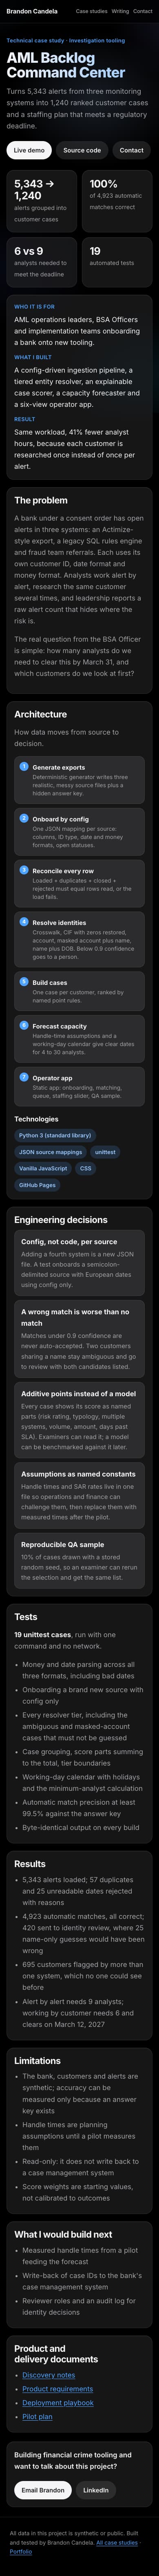 Brandon Candela
Case studies Writing Contact
Technical case study · Investigation tooling
AML Backlog
Command Center
Turns 5,343 alerts from three monitoring
systems into 1,240 ranked customer cases
and a staffing plan that meets a regulatory
deadline.
Live demo
Source code
Contact
5,343 →
1,240
alerts grouped into
customer cases
100%
of 4,923 automatic
matches correct
6 vs 9
analysts needed to
meet the deadline
19
automated tests
WHO IT IS FOR
AML operations leaders, BSA Officers
and implementation teams onboarding
a bank onto new tooling.
WHAT I BUILT
A config-driven ingestion pipeline, a
tiered entity resolver, an explainable
case scorer, a capacity forecaster and
a six-view operator app.
RESULT
Same workload, 41% fewer analyst
hours, because each customer is
researched once instead of once per
alert.
The problem
A bank under a consent order has open
alerts in three systems: an Actimize-
style export, a legacy SQL rules engine
and fraud team referrals. Each uses its
own customer ID, date format and
money format. Analysts work alert by
alert, research the same customer
several times, and leadership reports a
raw alert count that hides where the
risk is.
The real question from the BSA Officer
is simple: how many analysts do we
need to clear this by March 31, and
which customers do we look at first?
Architecture
How data moves from source to
decision.
1
Generate exports
Deterministic generator writes three
realistic, messy source files plus a
hidden answer key.
2
Onboard by config
One JSON mapping per source:
columns, ID type, date and money
formats, open statuses.
3
Reconcile every row
Loaded + duplicates + closed +
rejected must equal rows read, or the
load fails.
4
Resolve identities
Crosswalk, CIF with zeros restored,
account, masked account plus name,
name plus DOB. Below 0.9 confidence
goes to a person.
5
Build cases
One case per customer, ranked by
named point rules.
6
Forecast capacity
Handle-time assumptions and a
working-day calendar give clear dates
for 4 to 30 analysts.
7
Operator app
Static app: onboarding, matching,
queue, staffing slider, QA sample.
Technologies
Python 3 (standard library)
JSON source mappings
unittest
Vanilla JavaScript
CSS
GitHub Pages
Engineering decisions
Config, not code, per source
Adding a fourth system is a new JSON
file. A test onboards a semicolon-
delimited source with European dates
using config only.
A wrong match is worse than no
match
Matches under 0.9 confidence are
never auto-accepted. Two customers
sharing a name stay ambiguous and go
to review with both candidates listed.
Additive points instead of a model
Every case shows its score as named
parts (risk rating, typology, multiple
systems, volume, amount, days past
SLA). Examiners can read it; a model
can be benchmarked against it later.
Assumptions as named constants
Handle times and SAR rates live in one
file so operations and finance can
challenge them, then replace them with
measured times after the pilot.
Reproducible QA sample
10% of cases drawn with a stored
random seed, so an examiner can rerun
the selection and get the same list.
Tests
19 unittest cases, run with one
command and no network.
• Money and date parsing across all
three formats, including bad dates
• Onboarding a brand new source with
config only
• Every resolver tier, including the
ambiguous and masked-account
cases that must not be guessed
• Case grouping, score parts summing
to the total, tier boundaries
• Working-day calendar with holidays
and the minimum-analyst calculation
• Automatic match precision at least
99.5% against the answer key
• Byte-identical output on every build
Results
• 5,343 alerts loaded; 57 duplicates
and 25 unreadable dates rejected
with reasons
• 4,923 automatic matches, all correct;
420 sent to identity review, where 25
name-only guesses would have been
wrong
• 695 customers flagged by more than
one system, which no one could see
before
• Alert by alert needs 9 analysts;
working by customer needs 6 and
clears on March 12, 2027
Limitations
• The bank, customers and alerts are
synthetic; accuracy can be
measured only because an answer
key exists
• Handle times are planning
assumptions until a pilot measures
them
• Read-only: it does not write back to
a case management system
• Score weights are starting values,
not calibrated to outcomes
What I would build next
• Measured handle times from a pilot
feeding the forecast
• Write-back of case IDs to the bank's
case management system
• Reviewer roles and an audit log for
identity decisions
Product and
delivery documents
• Discovery notes
• Product requirements
• Deployment playbook
• Pilot plan
Building financial crime tooling and
want to talk about this project?
Email Brandon
LinkedIn
All data in this project is synthetic or public. Built
and tested by Brandon Candela. All case studies ·
Portfolio